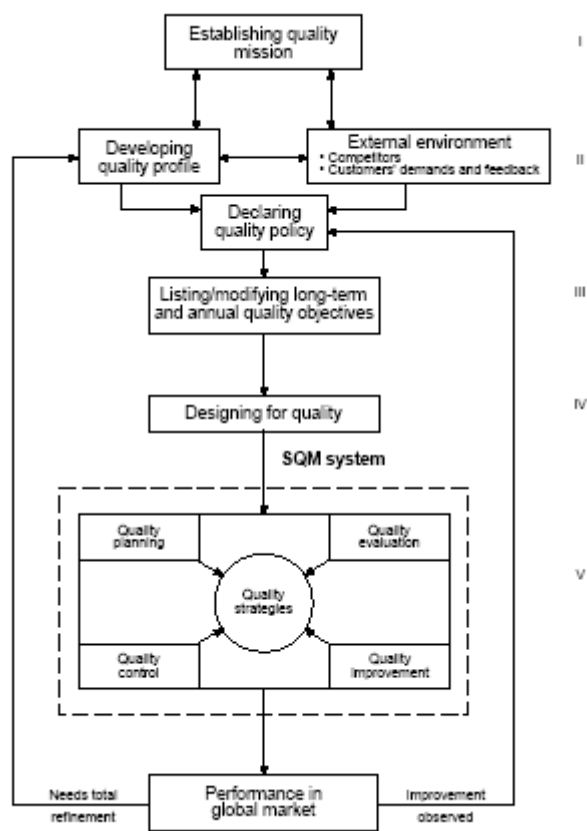 Establishing quality
mission
I
Developing
quality profile
External environment
• Competitors
• Customers' demands and feedback
II
Declaring
quality policy
Listing/modifying long-term
and annual quality objectives
III
Designing for quality
IV
SQM system
Quality
planning
Quality
evaluation
Quality
strategies
V
Quality
control
Quality
improvement
Needs total
refinement
Performance in
global market
Improvement
observed